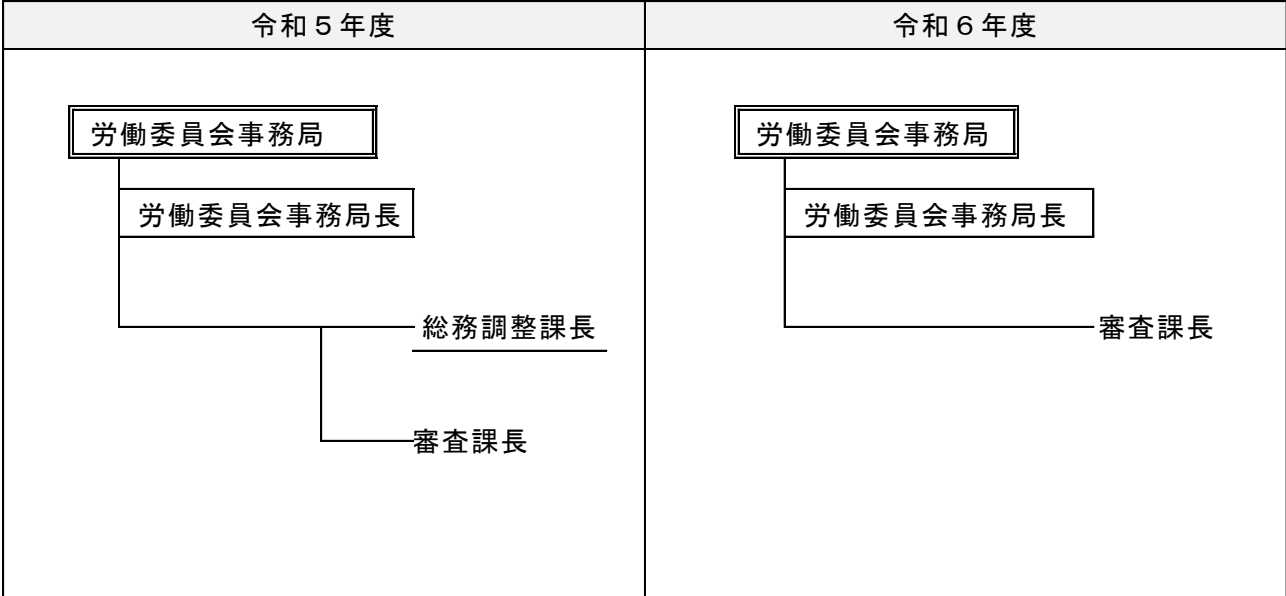 令和５年度
令和６年度
労働委員会事務局
労働委員会事務局長
総務調整課長
審査課長
労働委員会事務局
労働委員会事務局長
審査課長